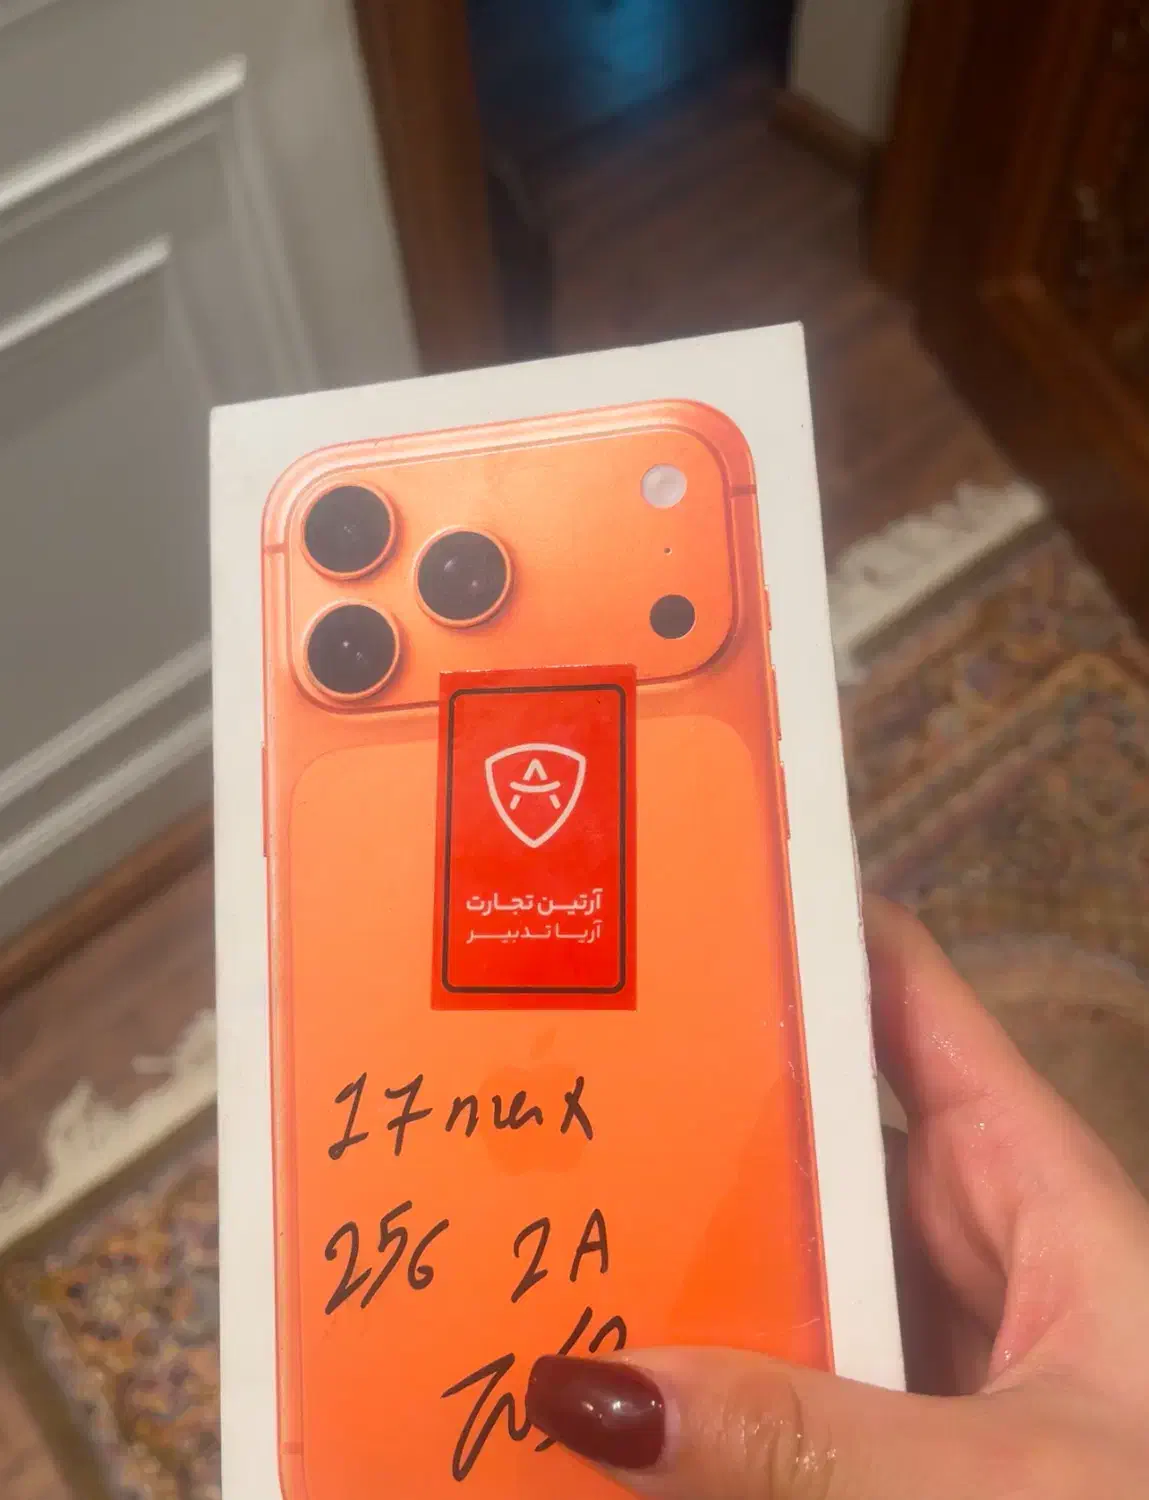 آرتین تجارت
آریا تدبیر
17 max
256 2A